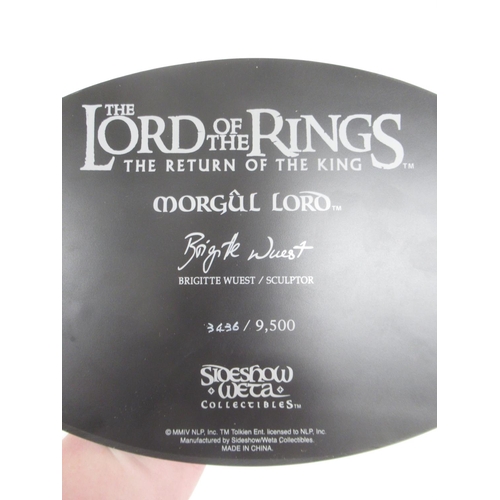 THE LORD OF THE RINGS
THE RETURN OF THE KING™
MORGÛL LORD™
Brigitte Wuest
BRIGITTE WUEST / SCULPTOR
3436 / 9,500
SIDESHOW
WETA
COLLECTIBLES™
© MMIV NLP, Inc. TM Tolkien Ent. licensed to NLP, Inc.
Manufactured by Sideshow/Weta Collectibles.
MADE IN CHINA.